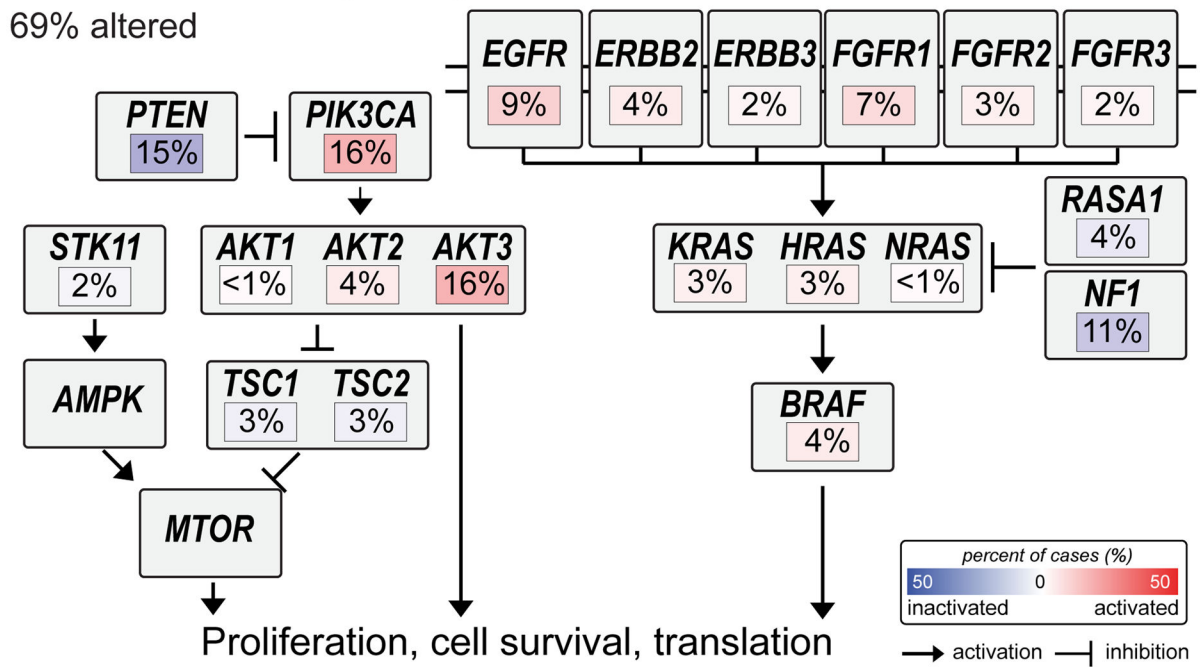 69% altered
EGFR ERBB2 ERBB3 FGFR1 FGFR2 FGFR3
9% 4% 2% 7% 3% 2%
PTEN PIK3CA
15% 16%
RASA1
4%
STK11 AKT1 AKT2 AKT3 KRAS HRAS NRAS
2% <1% 4% 16% 3% 3% <1%
NF1
11%
AMPK TSC1 TSC2
3% 3%
BRAF
4%
MTOR
percent of cases (%)
50 0 50
inactivated activated
Proliferation, cell survival, translation
activation inhibition